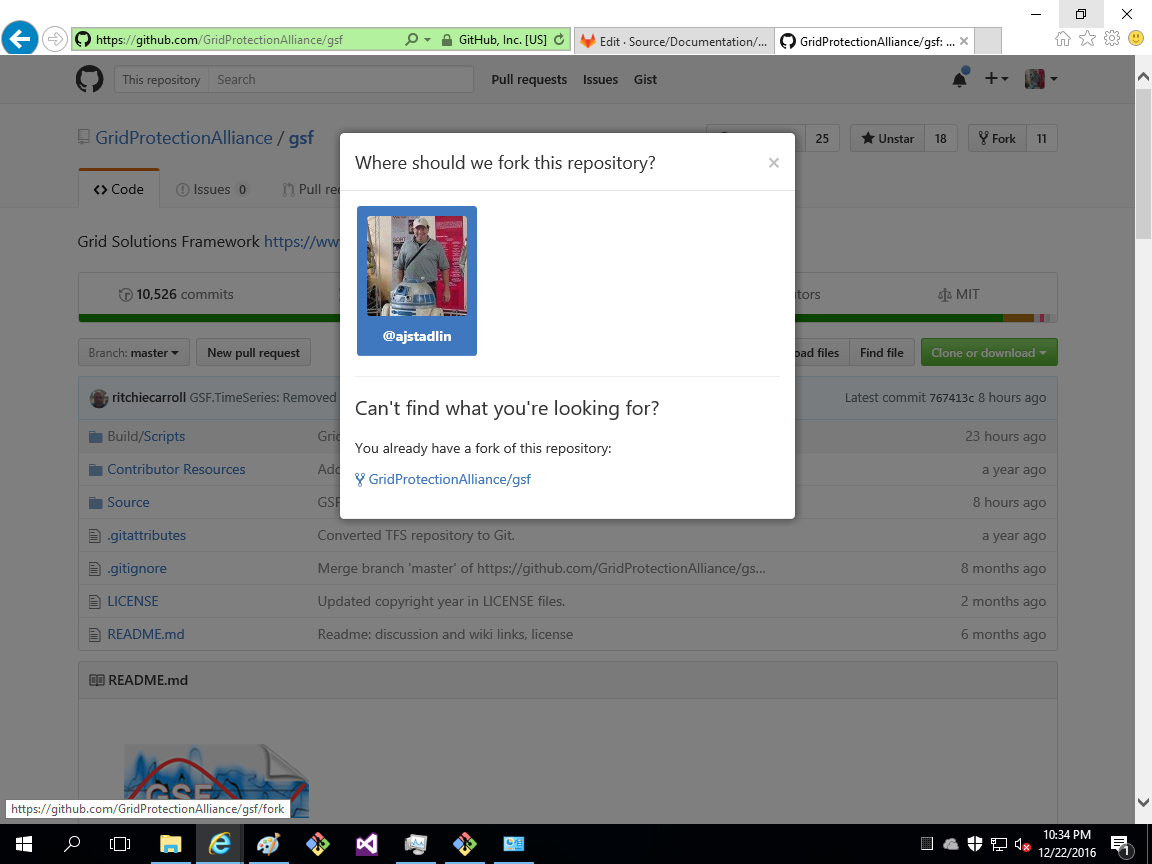 https://github.com/GridProtectionAlliance/gsf
GitHub, Inc. [US]
Edit · Source/Documentation/...
GridProtectionAlliance/gsf: ...
This repository
Search
Pull requests
Issues
Gist
GridProtectionAlliance / gsf
25
Unstar
18
Fork
11
Code
Issues 0
Pull re
Where should we fork this repository?
×
@ajstadlin
Can't find what you're looking for?
You already have a fork of this repository:
GridProtectionAlliance/gsf
Grid Solutions Framework https://ww
10,526 commits
tors
MIT
Branch: master
New pull request
oad files
Find file
Clone or download
ritchiecarroll GSF.TimeSeries: Removed
Latest commit 767413c 8 hours ago
Build/Scripts
Gri
23 hours ago
Contributor Resources
Add
a year ago
Source
GSF
8 hours ago
.gitattributes
Converted TFS repository to Git.
a year ago
.gitignore
Merge branch 'master' of https://github.com/GridProtectionAlliance/gs...
8 months ago
LICENSE
Updated copyright year in LICENSE files.
2 months ago
README.md
Readme: discussion and wiki links, license
6 months ago
README.md
GSF
https://github.com/GridProtectionAlliance/gsf/fork
10:34 PM
12/22/2016
1